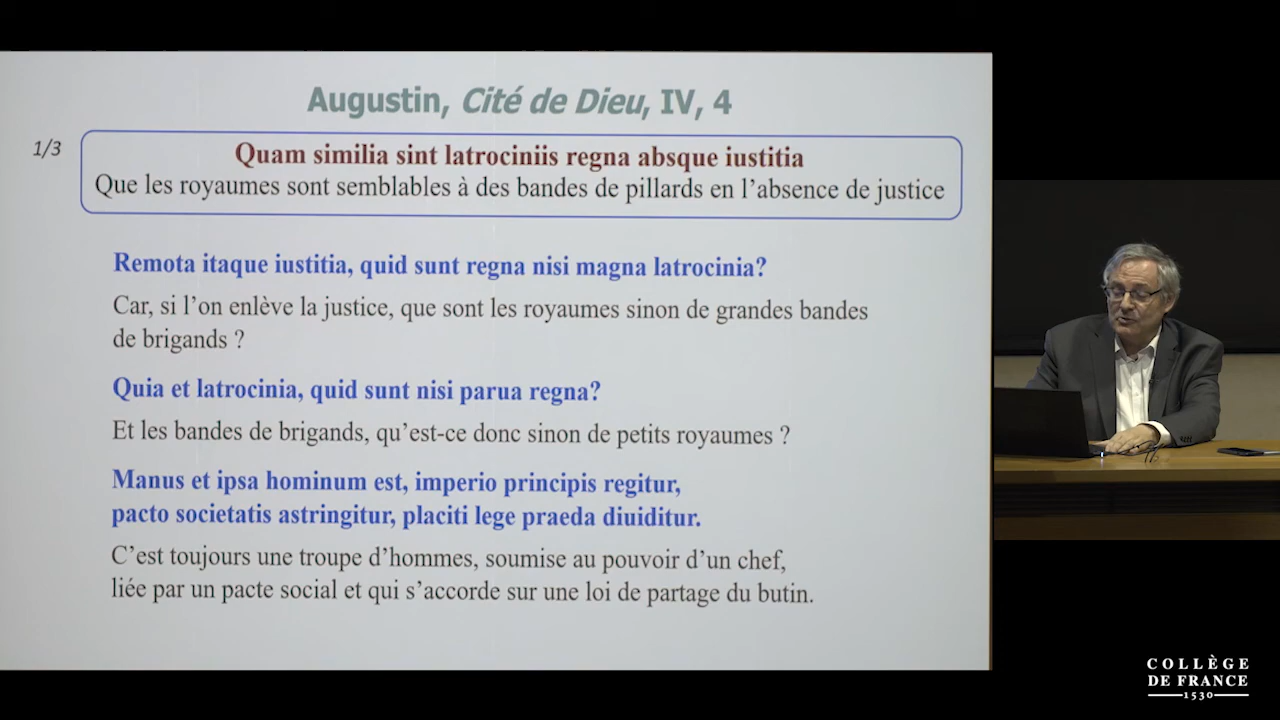 Augustin, Cité de Dieu, IV, 4
1/3
Quam similia sint latrociniis regna absque iustitia
Que les royaumes sont semblables à des bandes de pillards en l’absence de justice
Remota itaque iustitia, quid sunt regna nisi magna latrocinia?
Car, si l’on enlève la justice, que sont les royaumes sinon de grandes bandes
de brigands ?
Quia et latrocinia, quid sunt nisi parua regna?
Et les bandes de brigands, qu’est-ce donc sinon de petits royaumes ?
Manus et ipsa hominum est, imperio principis regitur,
pacto societatis astringitur, placiti lege praeda diuiditur.
C’est toujours une troupe d’hommes, soumise au pouvoir d’un chef,
liée par un pacte social et qui s’accorde sur une loi de partage du butin.
COLLÈGE
DE FRANCE
1530